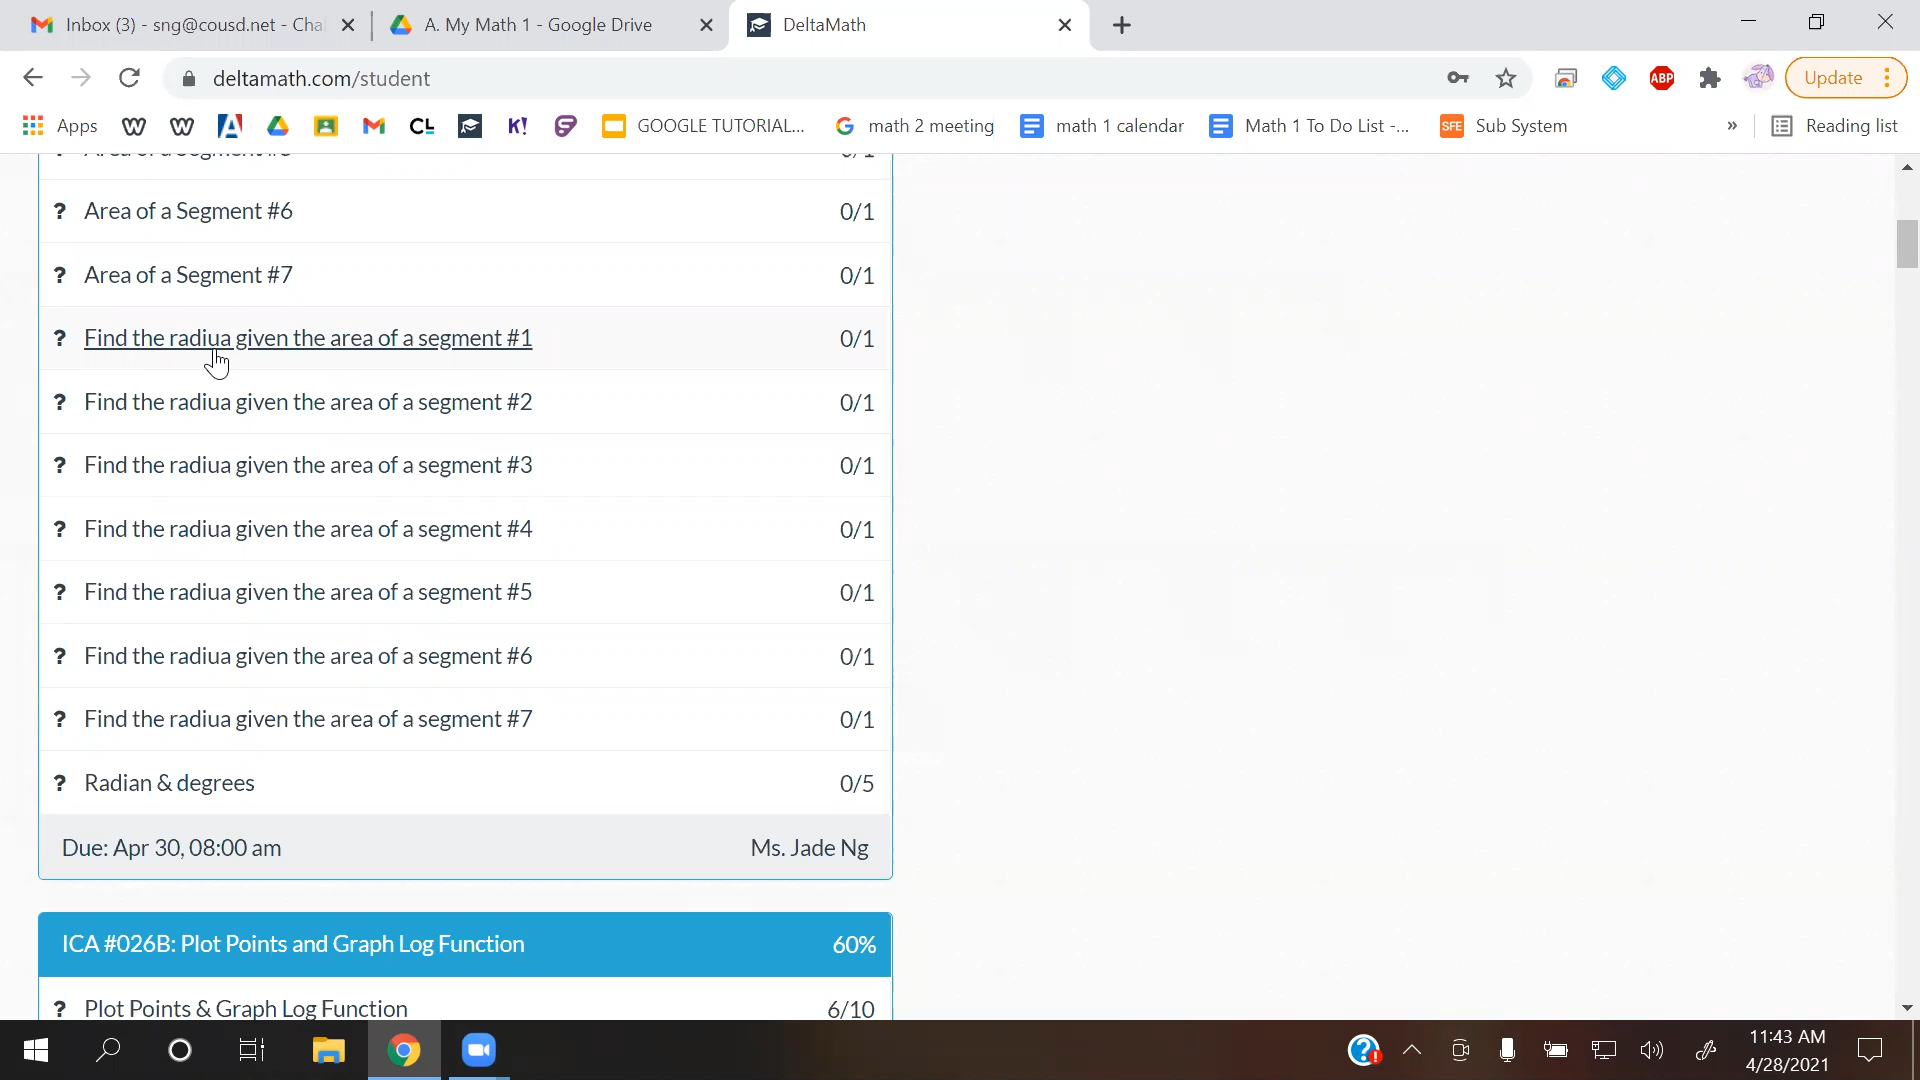 Inbox (3) - sng@cousd.net - Cha
A. My Math 1 - Google Drive
DeltaMath
deltamath.com/student
ABP
Update
Apps
CL
K!
GOOGLE TUTORIAL...
math 2 meeting
math 1 calendar
Math 1 To Do List -...
SFE
Sub System
»
Reading list
? Area of a Segment #6 0/1
? Area of a Segment #7 0/1
? Find the radiua given the area of a segment #1 0/1
? Find the radiua given the area of a segment #2 0/1
? Find the radiua given the area of a segment #3 0/1
? Find the radiua given the area of a segment #4 0/1
? Find the radiua given the area of a segment #5 0/1
? Find the radiua given the area of a segment #6 0/1
? Find the radiua given the area of a segment #7 0/1
? Radian & degrees 0/5
Due: Apr 30, 08:00 am Ms. Jade Ng
ICA #026B: Plot Points and Graph Log Function 60%
? Plot Points & Graph Log Function 6/10
11:43 AM
4/28/2021